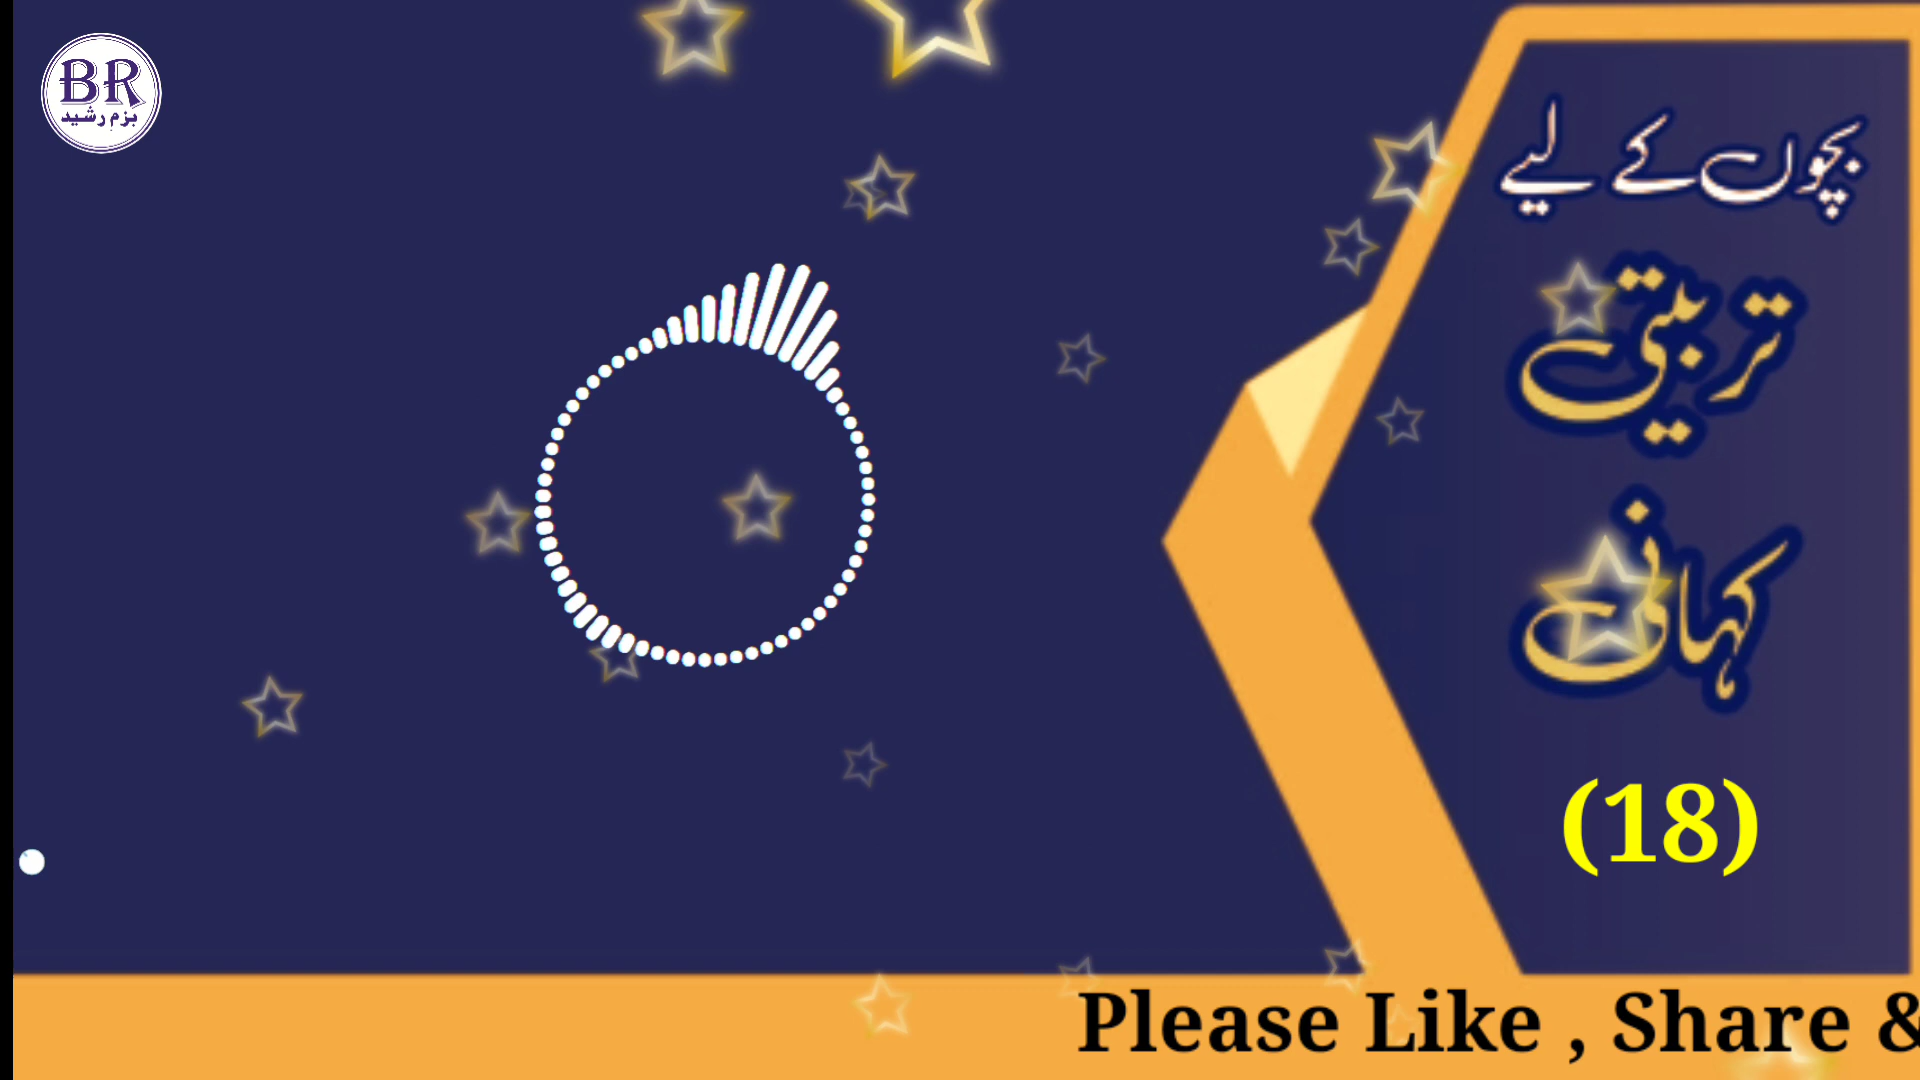 BR
بزم رشید
بچوں کے لیے
تربیتی
کہانی
(18)
Please Like , Share &